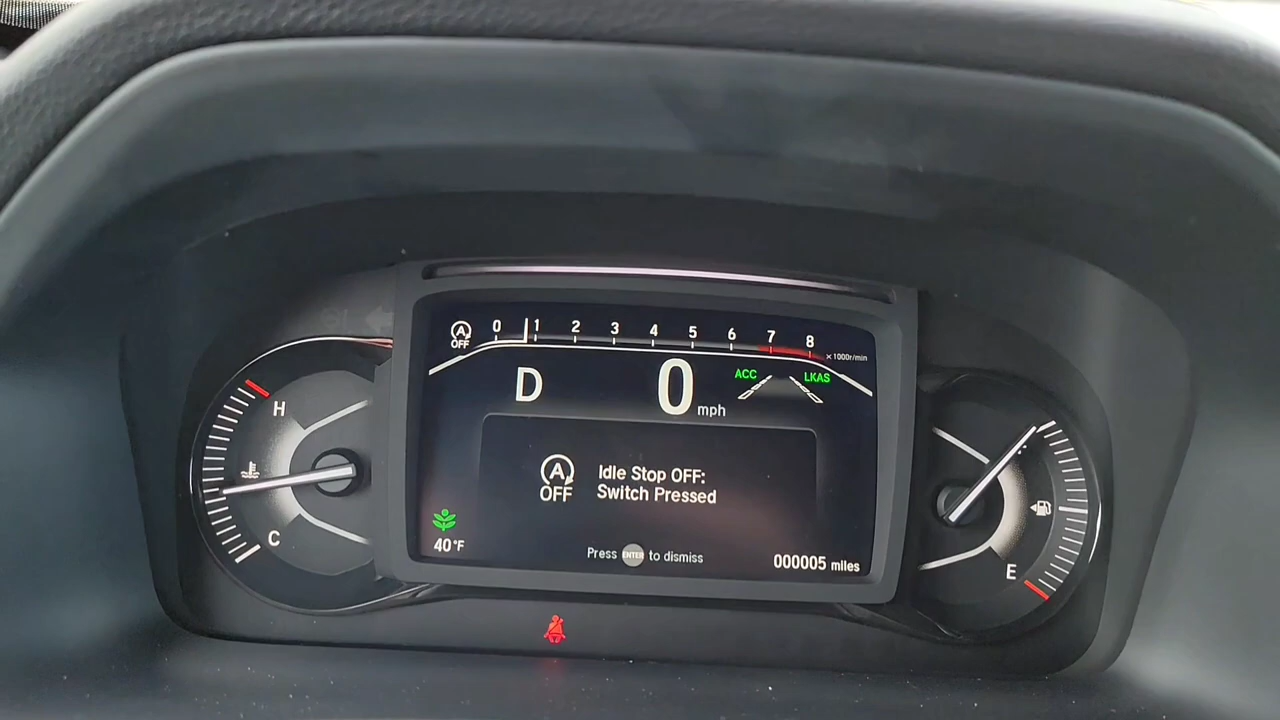 A
OFF
0 1 2 3 4 5 6 7 8
×1000r/min
D
0 mph
ACC
LKAS
H
C
A
OFF
Idle Stop OFF:
Switch Pressed
40°F
Press ENTER to dismiss
000005 miles
E